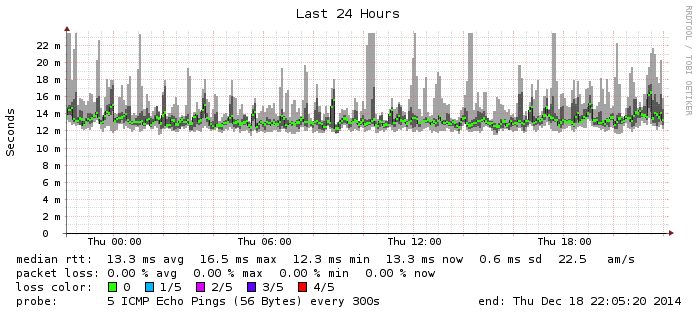 Last 24 Hours
RRDTOOL / TOBI OETIKER
Seconds
22 m
20 m
18 m
16 m
14 m
12 m
10 m
8 m
6 m
4 m
2 m
0
Thu 00:00 Thu 06:00 Thu 12:00 Thu 18:00
median rtt: 13.3 ms avg 16.5 ms max 12.3 ms min 13.3 ms now 0.6 ms sd 22.5 am/s
packet loss: 0.00 % avg 0.00 % max 0.00 % min 0.00 % now
loss color: 0 1/5 2/5 3/5 4/5
probe: 5 ICMP Echo Pings (56 Bytes) every 300s end: Thu Dec 18 22:05:20 2014